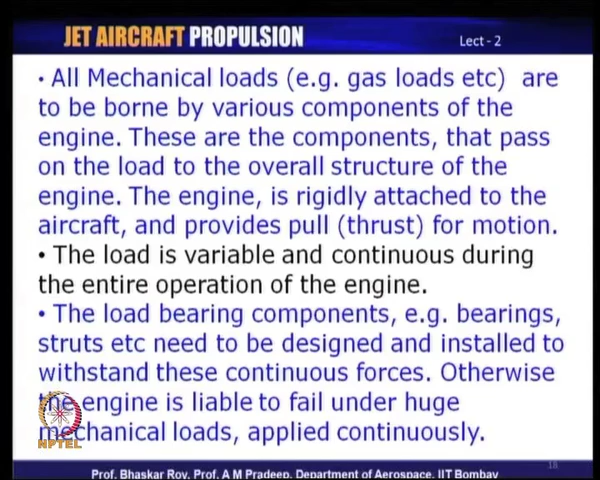 JET AIRCRAFT PROPULSION
Lect - 2
• All Mechanical loads (e.g. gas loads etc) are
to be borne by various components of the
engine. These are the components, that pass
on the load to the overall structure of the
engine. The engine, is rigidly attached to the
aircraft, and provides pull (thrust) for motion.
• The load is variable and continuous during
the entire operation of the engine.
• The load bearing components, e.g. bearings,
struts etc need to be designed and installed to
withstand these continuous forces. Otherwise
the engine is liable to fail under huge
mechanical loads, applied continuously.
NPTEL
Prof. Bhaskar Roy, Prof. A M Pradeep, Department of Aerospace, IIT Bombay
18